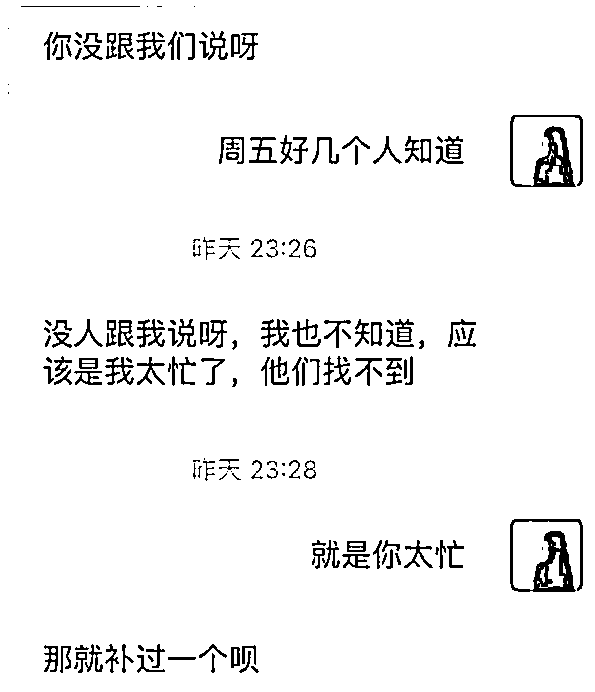 你没跟我们说呀
周五好几个人知道
昨天 23:26
没人跟我说呀，我也不知道，应
该是我太忙了，他们找不到
昨天 23:28
就是你太忙
那就补过一个呗